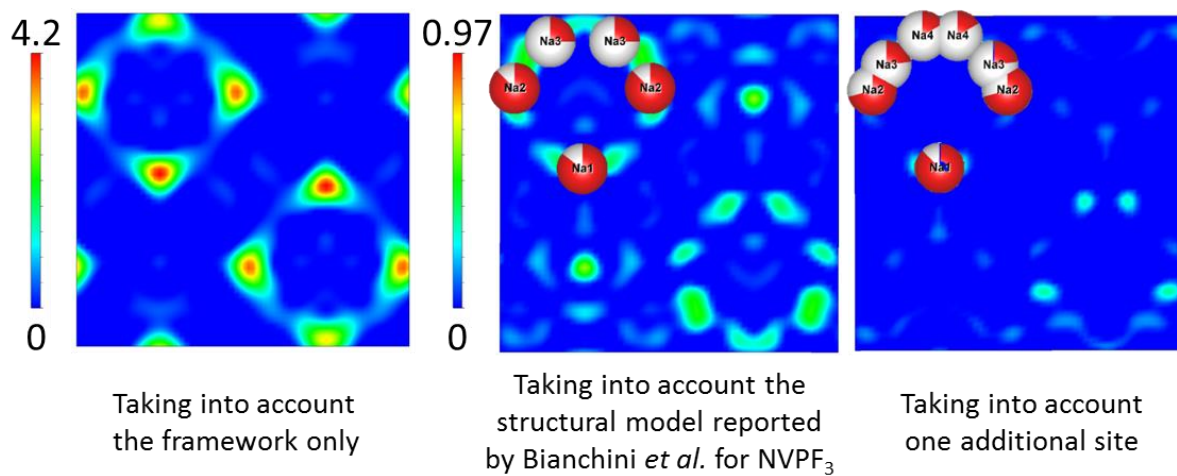 4.2
0
0.97
0
Na3
Na3
Na2
Na2
Na1
Na4
Na4
Na3
Na3
Na2
Na2
Taking into account
the framework only
Taking into account the
structural model reported
by Bianchini et al. for NVPF₃
Taking into account
one additional site